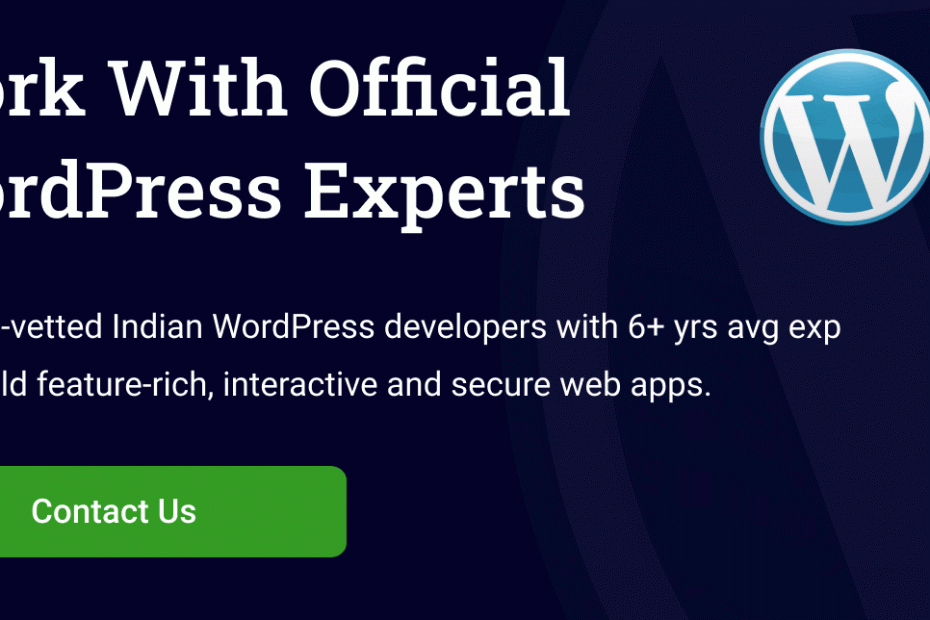 ork With Official
ordPress Experts
-vetted Indian WordPress developers with 6+ yrs avg exp
ld feature-rich, interactive and secure web apps.
Contact Us